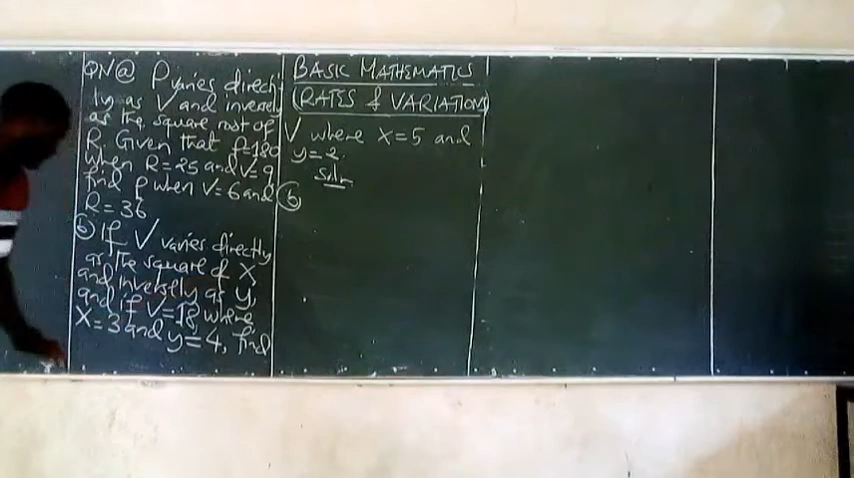 QN@ P varies direct-
ly as V and inversely
as the square root of
R. Given that P=180
when R=25 and V=9
find P when V=6 and
R=36
ⓑ If V varies directly
as the square of X
and inversely as y,
and if V=18 where
X=3 and y=4, find
BASIC MATHEMATICS
(RATES & VARIATION)
V where x=5 and
y=2.
Soln
ⓑ